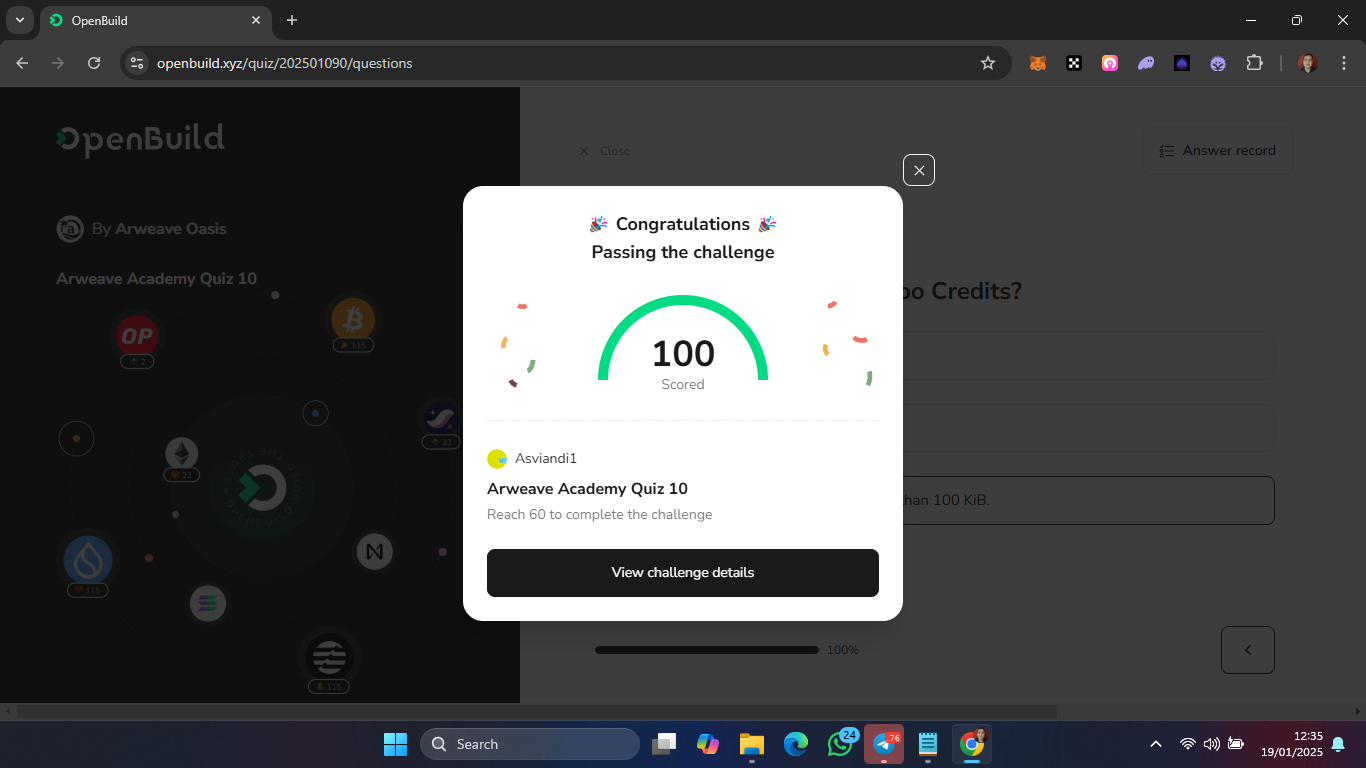 OpenBuild
openbuild.xyz/quiz/202501090/questions
OpenBuild
Close
Answer record
By Arweave Oasis
Arweave Academy Quiz 10
OP
2
115
32
22
115
115
Congratulations
Passing the challenge
100
Scored
Asviandi1
Arweave Academy Quiz 10
Reach 60 to complete the challenge
View challenge details
Credits?
100 KiB.
100%
Search
24
76
12:35
19/01/2025